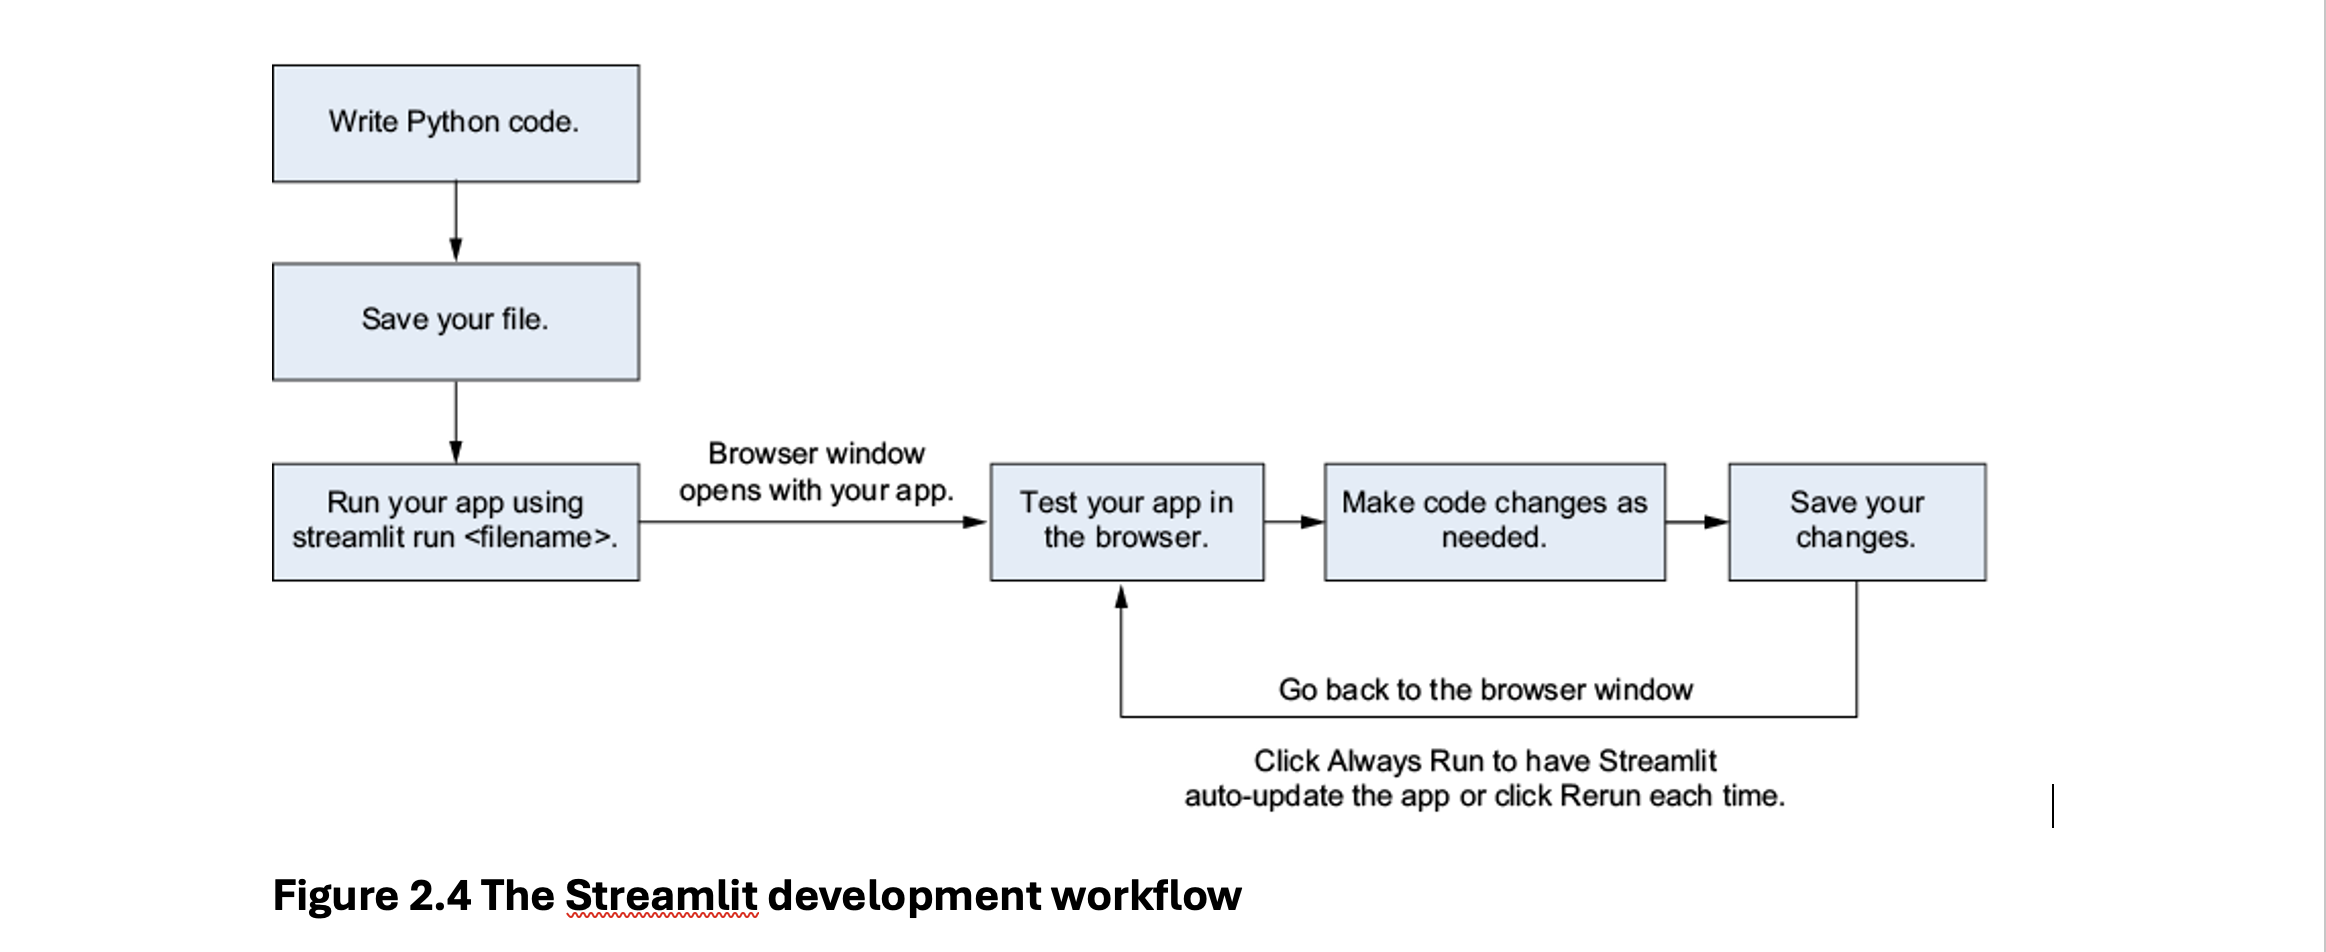 Write Python code.
Save your file.
Run your app using
streamlit run <filename>.
Browser window
opens with your app.
Test your app in
the browser.
Make code changes as
needed.
Save your
changes.
Go back to the browser window
Click Always Run to have Streamlit
auto-update the app or click Rerun each time.
Figure 2.4 The Streamlit development workflow